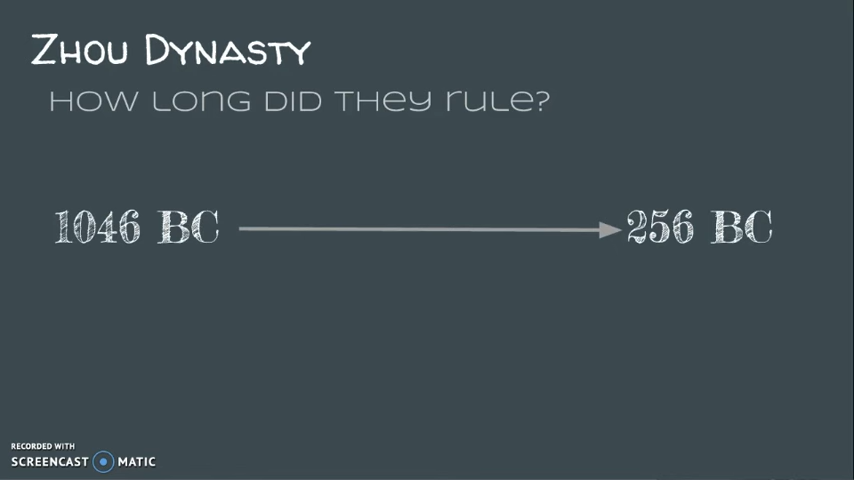 Zhou Dynasty
How long did they rule?
1046 BC 256 BC
RECORDED WITH
SCREENCAST MATIC